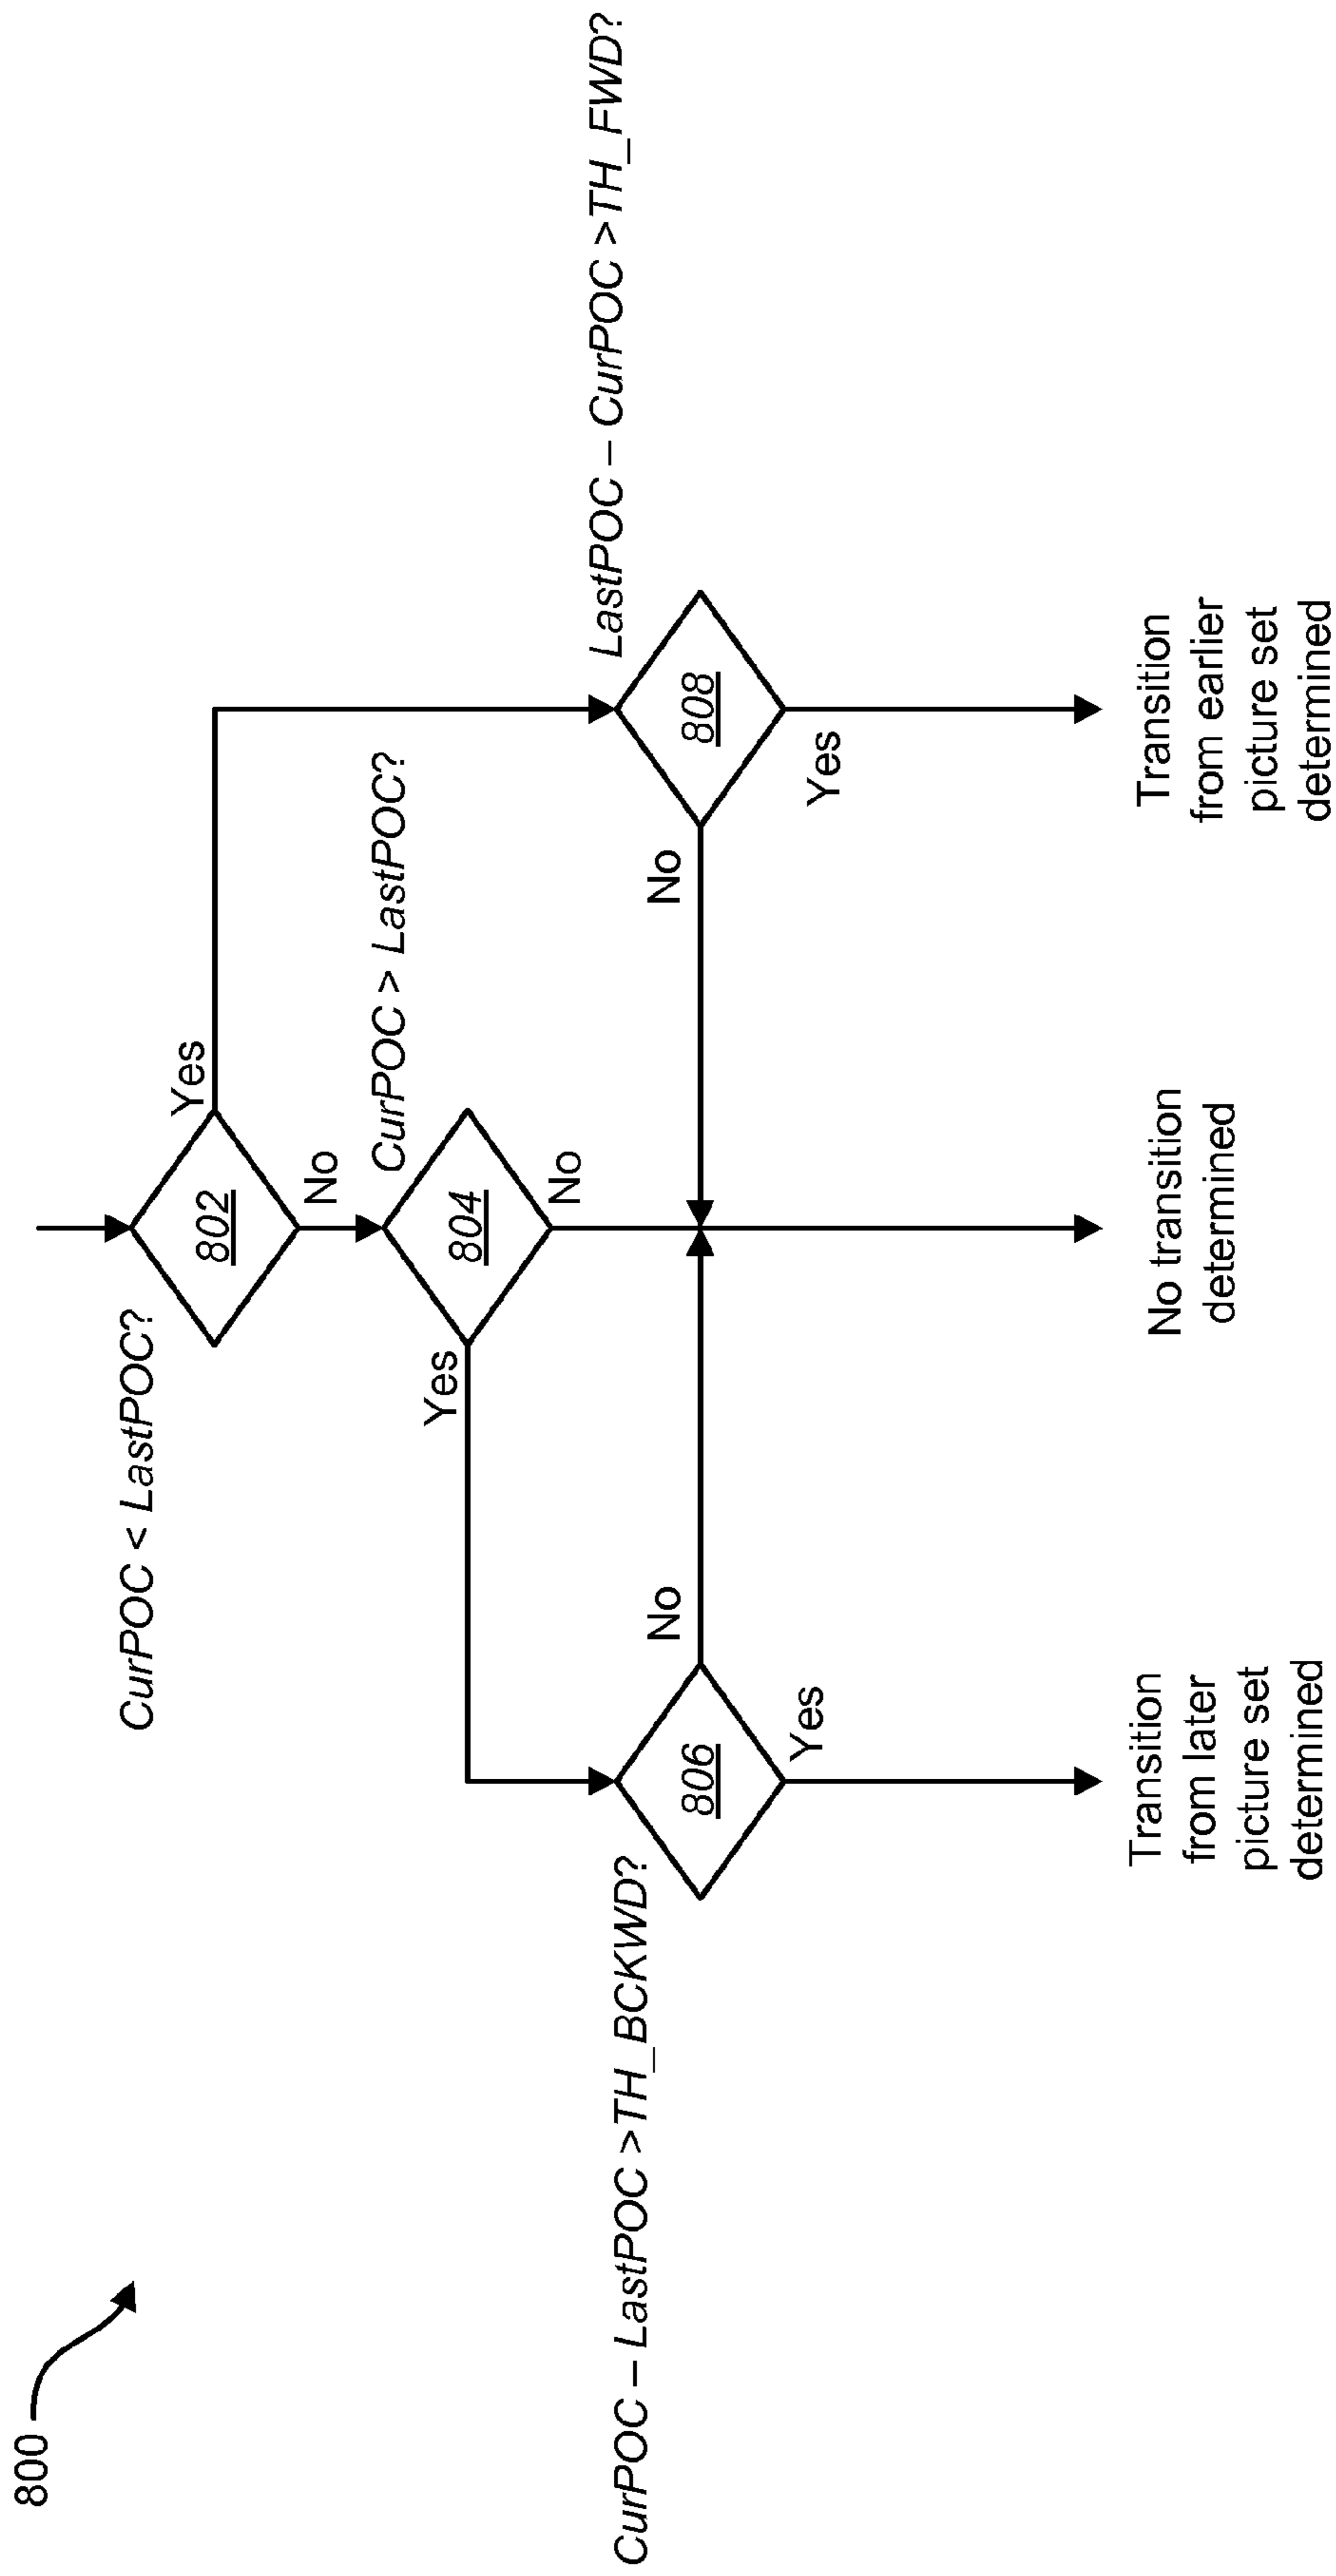 800
CurPOC < LastPOC?
802
Yes
No
CurPOC > LastPOC?
804
Yes
No
CurPOC – LastPOC >TH_BCKWD?
806
No
Yes
LastPOC – CurPOC >TH_FWD?
808
No
Yes
Transition
from later
picture set
determined
No transition
determined
Transition
from earlier
picture set
determined